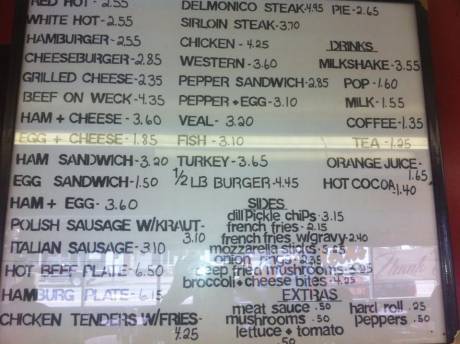 RED HOT - 2.55
WHITE HOT - 2.55
HAMBURGER - 2.55
CHEESEBURGER - 2.85
GRILLED CHEESE - 2.35
BEEF ON WECK - 4.35
HAM + CHEESE - 3.60
EGG + CHEESE - 1.85
HAM SANDWICH - 3.20
EGG SANDWICH - 1.50
HAM + EGG - 3.60
POLISH SAUSAGE W/KRAUT - 3.10
ITALIAN SAUSAGE - 3.10
HOT BEEF PLATE - 6.50
HAMBURG PLATE - 6.15
CHICKEN TENDERS W/FRIES - 4.25
DELMONICO STEAK - 4.95
SIRLOIN STEAK - 3.70
CHICKEN - 4.25
WESTERN - 3.60
PEPPER SANDWICH - 2.85
PEPPER + EGG - 3.10
VEAL - 3.20
FISH - 3.10
TURKEY - 3.65
1/2 LB BURGER - 4.45
SIDES
dill Pickle chiPs - 3.15
french fries - 2.15
french fries w/gravy - 2.40
mozzarella sticks - 5.65
onion rings
deep fried mushrooms
broccoli + cheese bites - 4.25
EXTRAS
meat sauce .50
mushrooms .50
lettuce + tomato .50
hard roll .25
peppers .50
PIE - 2.65
DRINKS
MILKSHAKE - 3.55
POP - 1.60
MILK - 1.55
COFFEE - 1.35
TEA - 1.25
ORANGE JUICE - 1.65
HOT COCOA - 1.40